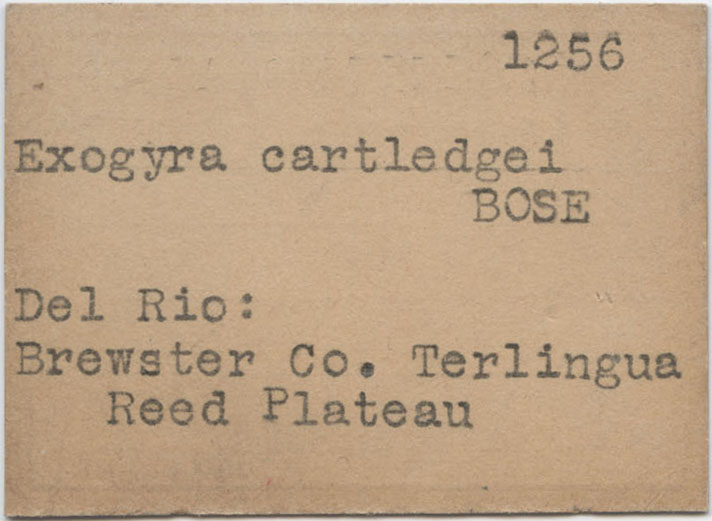 1256
Exogyra cartledgei
BOSE
Del Rio:
Brewster Co. Terlingua
Reed Plateau